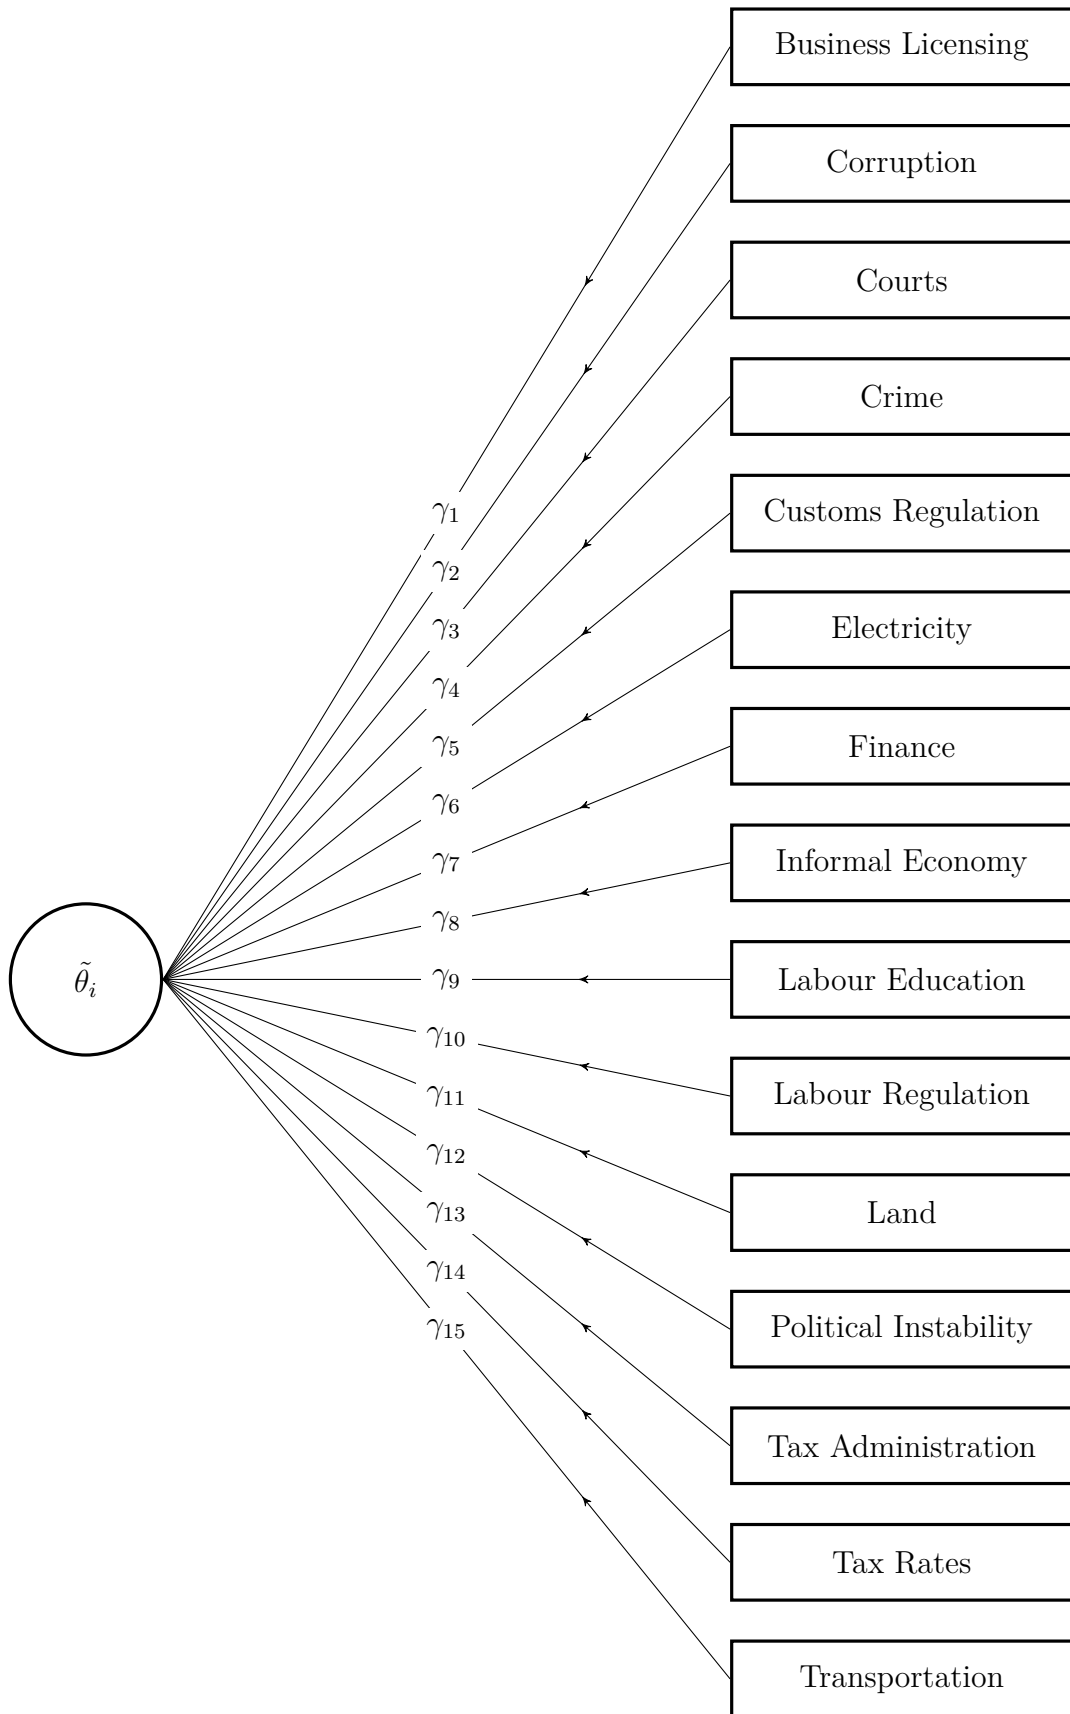 Business Licensing
Corruption
Courts
Crime
Customs Regulation
Electricity
Finance
Informal Economy
Labour Education
Labour Regulation
Land
Political Instability
Tax Administration
Tax Rates
Transportation
γ₁
γ₂
γ₃
γ₄
γ₅
γ₆
γ₇
γ₈
γ₉
γ₁₀
γ₁₁
γ₁₂
γ₁₃
γ₁₄
γ₁₅
θ̃ᵢ